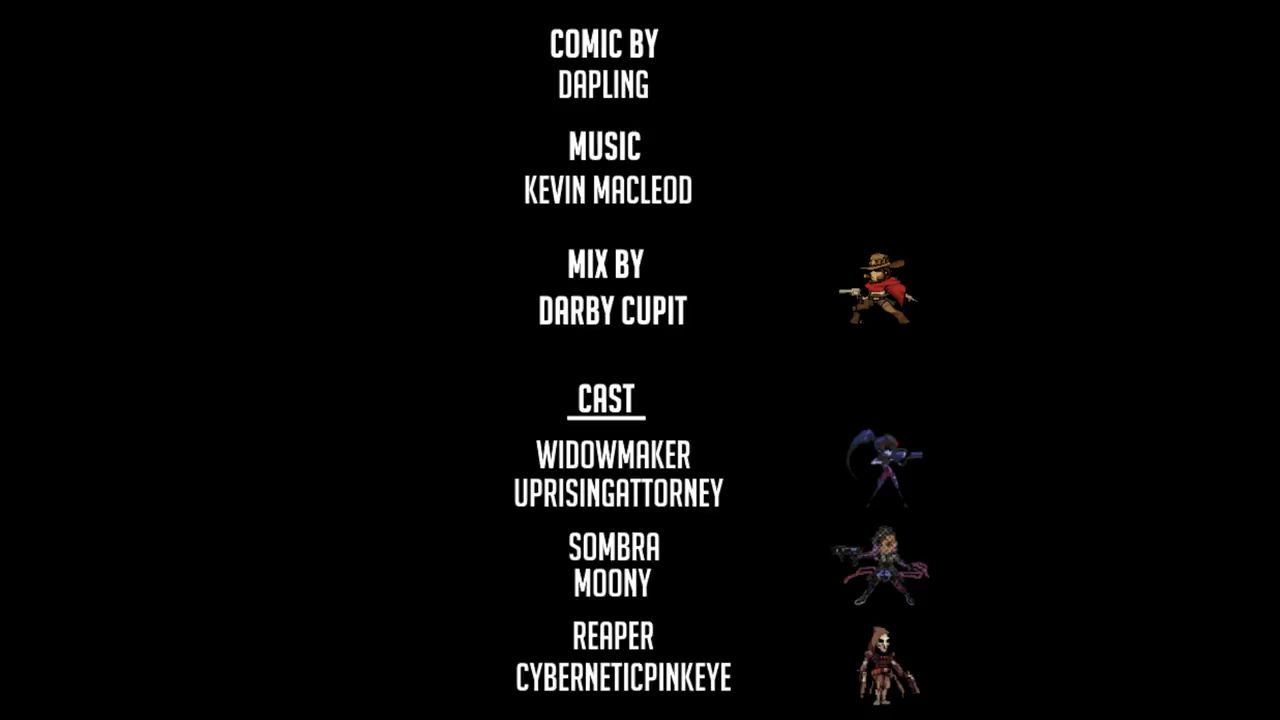 COMIC BY
DAPLING
MUSIC
KEVIN MACLEOD
MIX BY
DARBY CUPIT
CAST
WIDOWMAKER
UPRISINGATTORNEY
SOMBRA
MOONY
REAPER
CYBERNETICPINKEYE